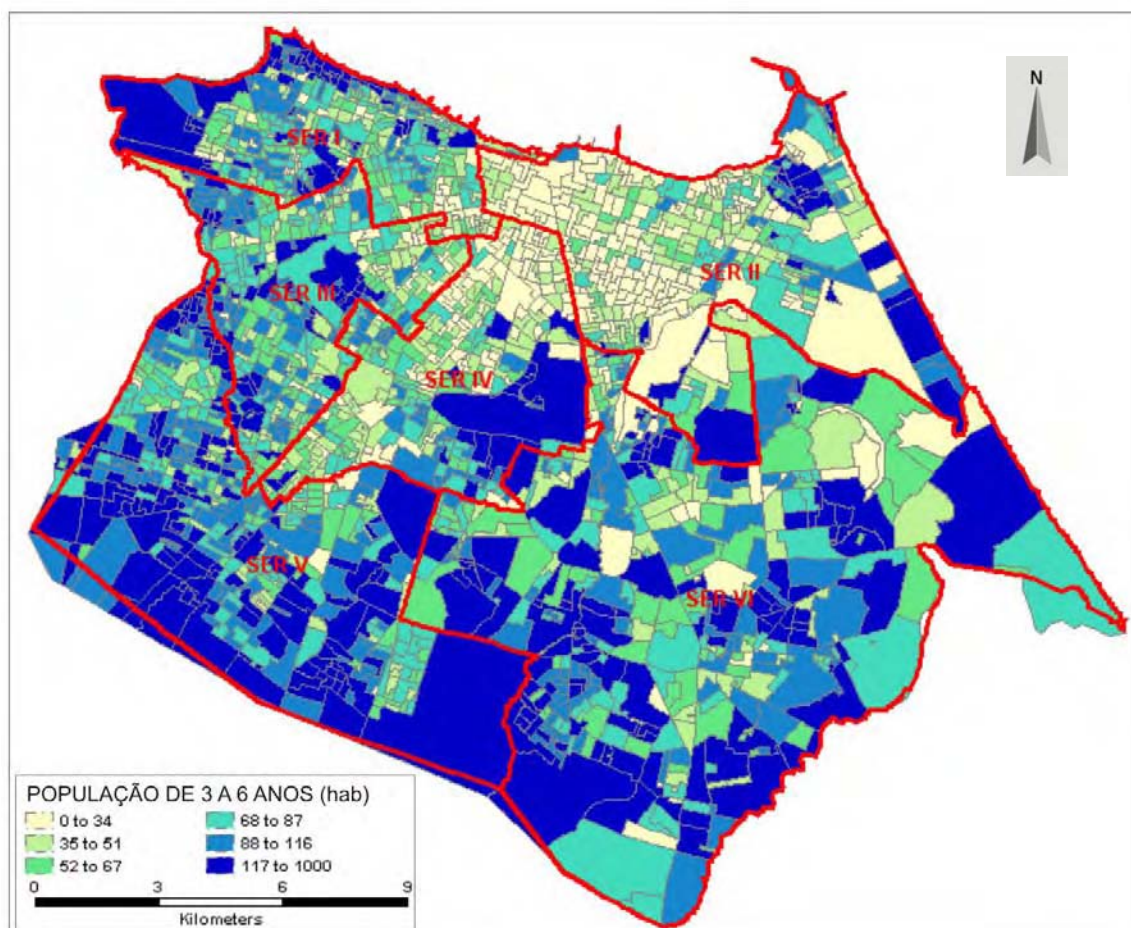 N
SER I
SER II
SER III
SER IV
SER V
SER VI
POPULAÇÃO DE 3 A 6 ANOS (hab)
0 to 34 68 to 87
35 to 51 88 to 116
52 to 67 117 to 1000
0 3 6 9
Kilometers